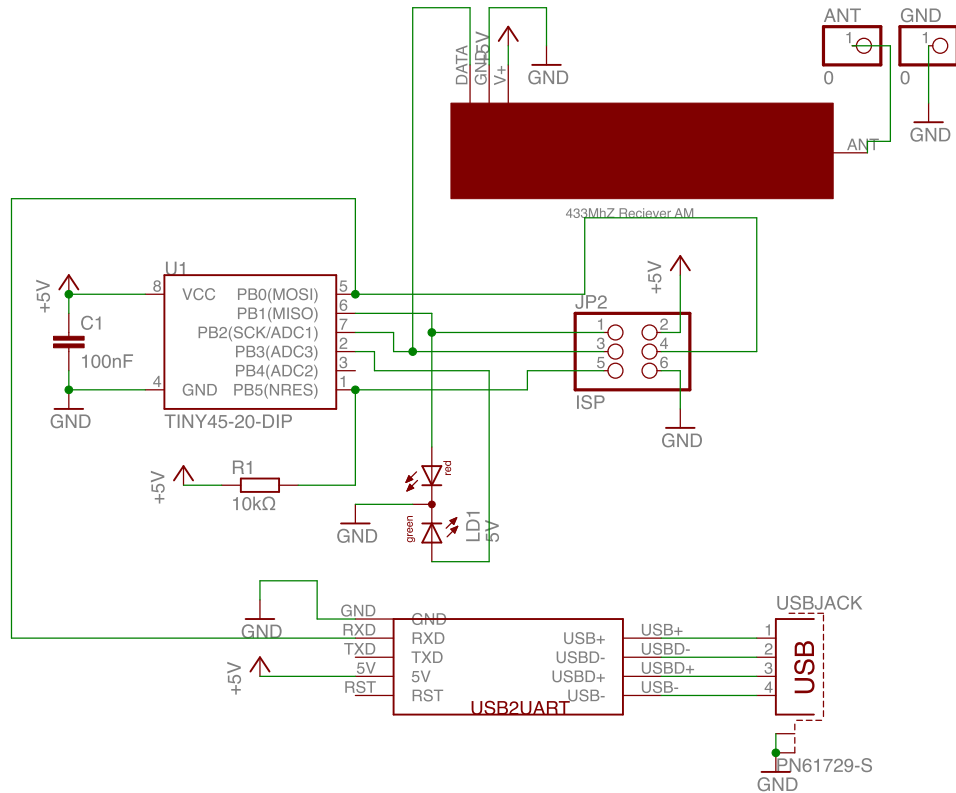 ANT
GND
1
1
0
0
DATA
GND
+5V
V+
GND
GND
ANT
433MhZ Reciever AM
U1
+5V
8
VCC
PB0(MOSI)
5
PB1(MISO)
6
PB2(SCK/ADC1)
7
PB3(ADC3)
2
PB4(ADC2)
3
4
GND
PB5(NRES)
1
TINY45-20-DIP
C1
100nF
GND
+5V
JP2
1
2
3
4
5
6
ISP
GND
+5V
R1
10kΩ
red
green
GND
LD1
5V
GND
GND
GND
RXD
RXD
TXD
TXD
+5V
5V
5V
RST
RST
USB+
USB+
USBD-
USBD-
USBD+
USBD+
USB-
USB-
USB2UART
USBJACK
1
2
3
4
USB
PN61729-S
GND